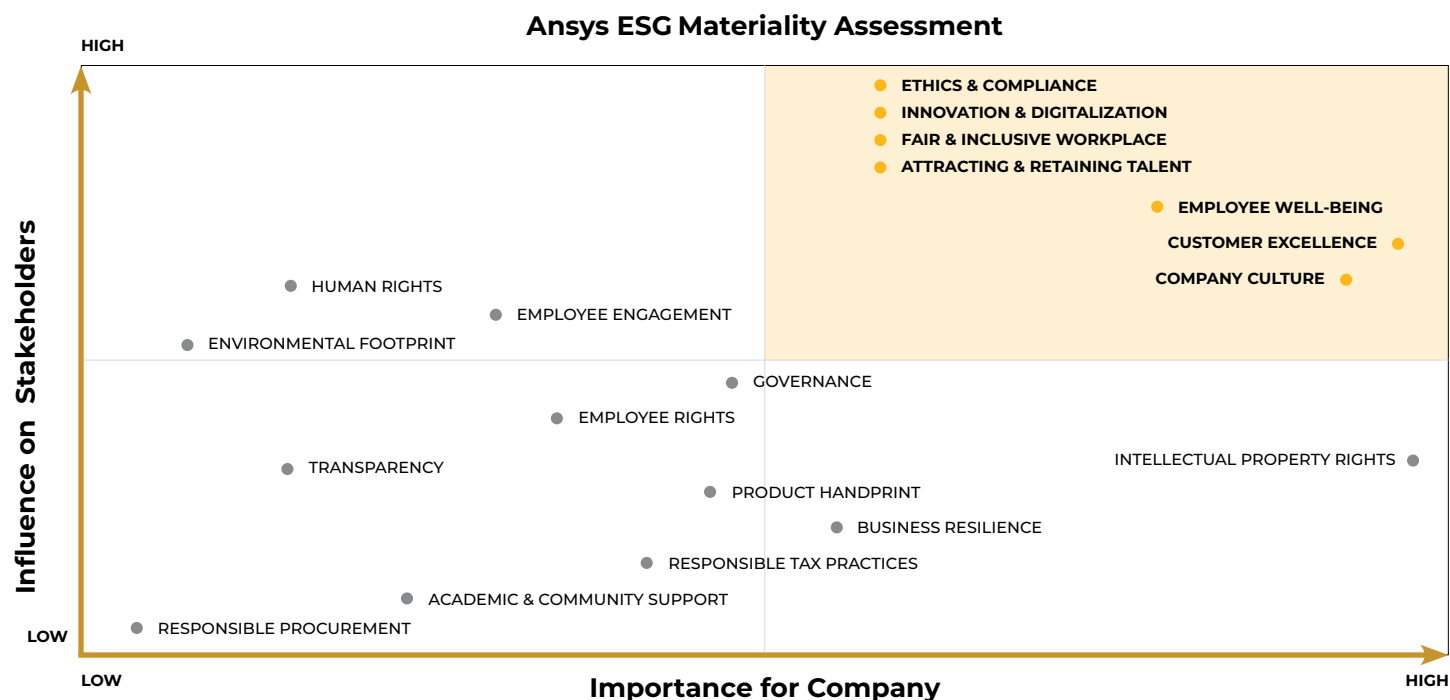 Ansys ESG Materiality Assessment
HIGH
ETHICS & COMPLIANCE
INNOVATION & DIGITALIZATION
FAIR & INCLUSIVE WORKPLACE
ATTRACTING & RETAINING TALENT
EMPLOYEE WELL-BEING
CUSTOMER EXCELLENCE
COMPANY CULTURE
HUMAN RIGHTS
EMPLOYEE ENGAGEMENT
ENVIRONMENTAL FOOTPRINT
Influence on Stakeholders
GOVERNANCE
EMPLOYEE RIGHTS
TRANSPARENCY
INTELLECTUAL PROPERTY RIGHTS
PRODUCT HANDPRINT
BUSINESS RESILIENCE
RESPONSIBLE TAX PRACTICES
ACADEMIC & COMMUNITY SUPPORT
RESPONSIBLE PROCUREMENT
LOW
LOW
Importance for Company
HIGH